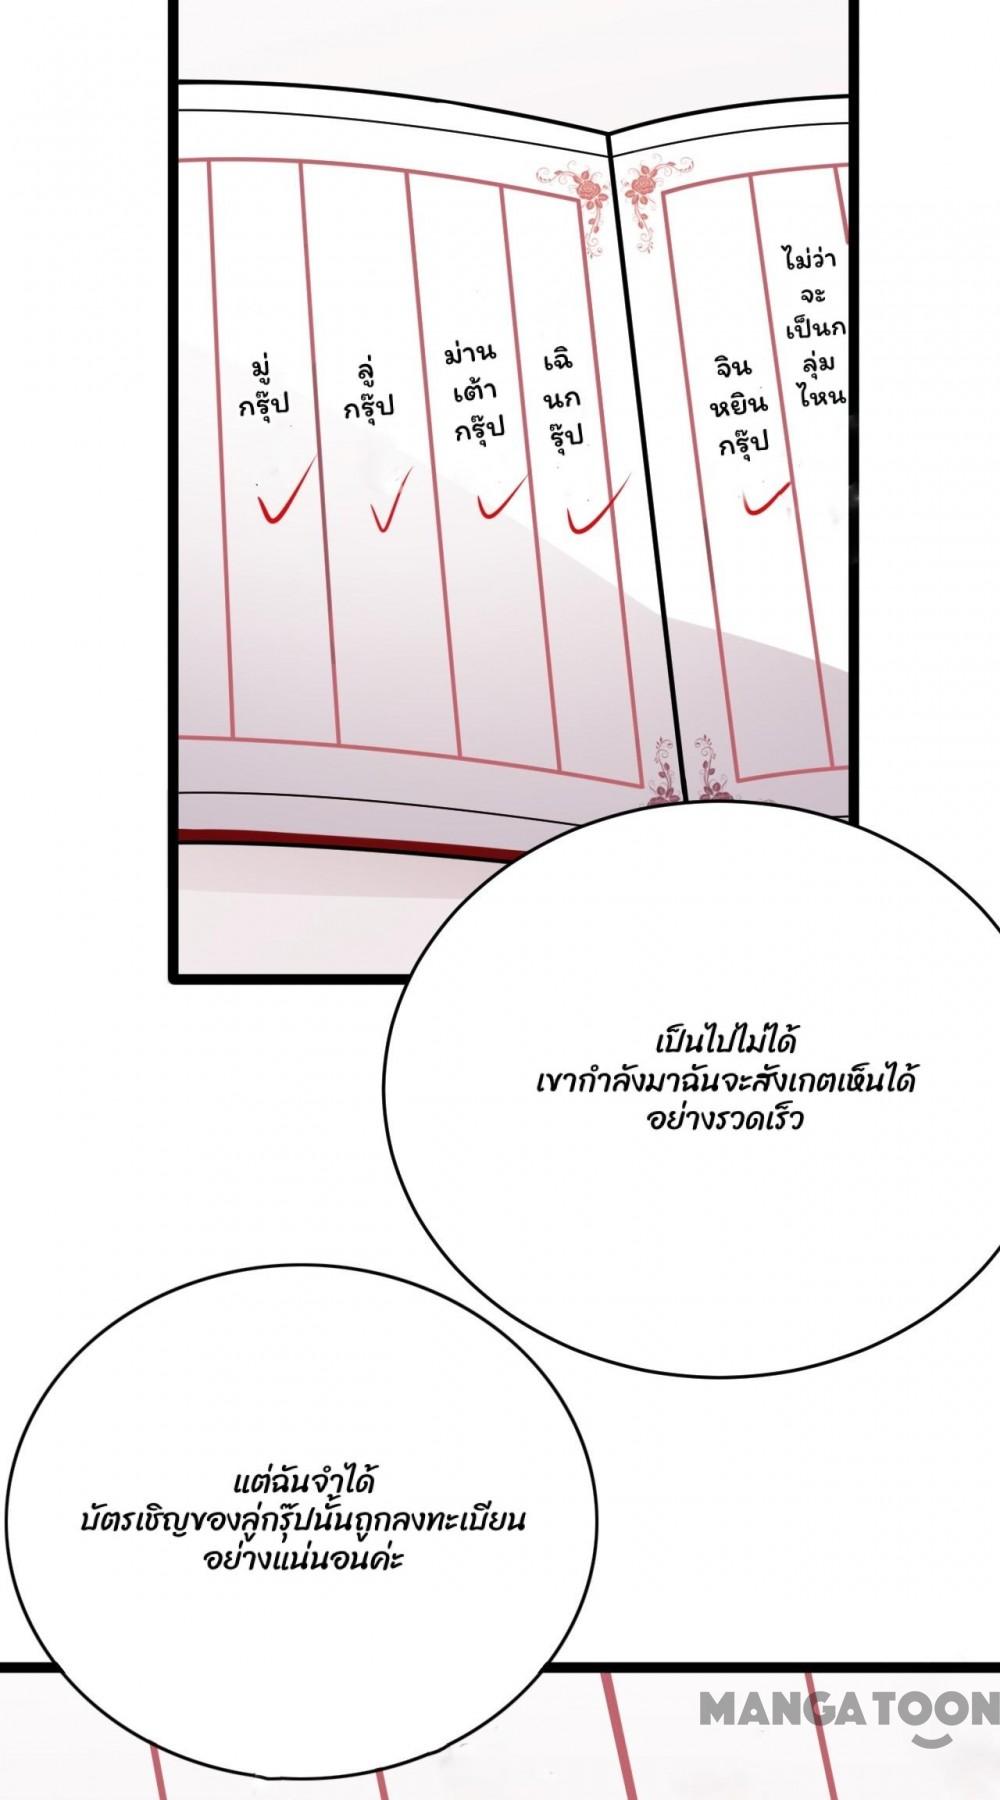 มู่
กรุ๊ป
ลู่
กรุ๊ป
ม่าน
เต้า
กรุ๊ป
เฉิ
นก
รุ๊ป
จิน
หยิน
กรุ๊ป
ไม่ว่า
จะ
เป็นก
ลุ่ม
ไหน
เป็นไปไม่ได้
เขากำลังมาฉันจะสังเกตเห็นได้
อย่างรวดเร็ว
แต่ฉันจำได้
บัตรเชิญของลู่กรุ๊ปนั้นถูกลงทะเบียน
อย่างแน่นอนค่ะ
MANGATOON